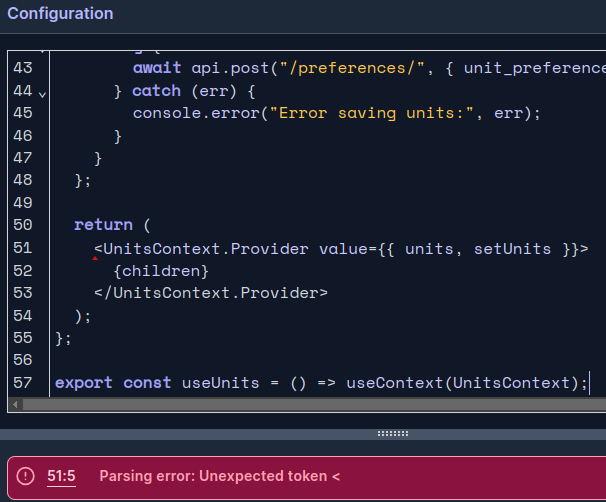 Configuration
43 await api.post("/preferences/", { unit_preference
44 } catch (err) {
45 console.error("Error saving units:", err);
46 }
47 }
48 };
49
50 return (
51 <UnitsContext.Provider value={{ units, setUnits }}>
52 {children}
53 </UnitsContext.Provider>
54 );
55 };
56
57 export const useUnits = () => useContext(UnitsContext);
51:5 Parsing error: Unexpected token <